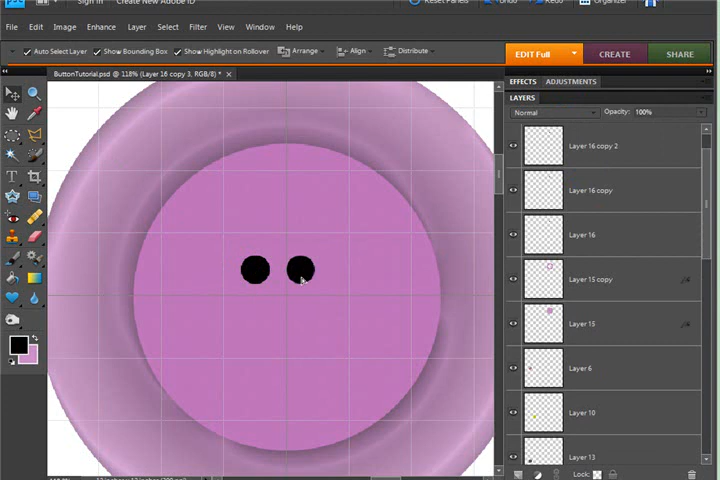 Sign In Create New Adobe ID Reset Panels Undo Redo Organizer
File Edit Image Enhance Layer Select Filter View Window Help
Auto Select Layer Show Bounding Box Show Highlight on Rollover Arrange Align Distribute EDIT Full CREATE SHARE
ButtonTutorial.psd @ 118% (Layer 16 copy 3, RGB/8) * ×
EFFECTS ADJUSTMENTS
LAYERS
Normal Opacity: 100%
Layer 16 copy 2
Layer 16 copy
Layer 16
Layer 15 copy
Layer 15
Layer 6
Layer 10
Layer 13
Lock: